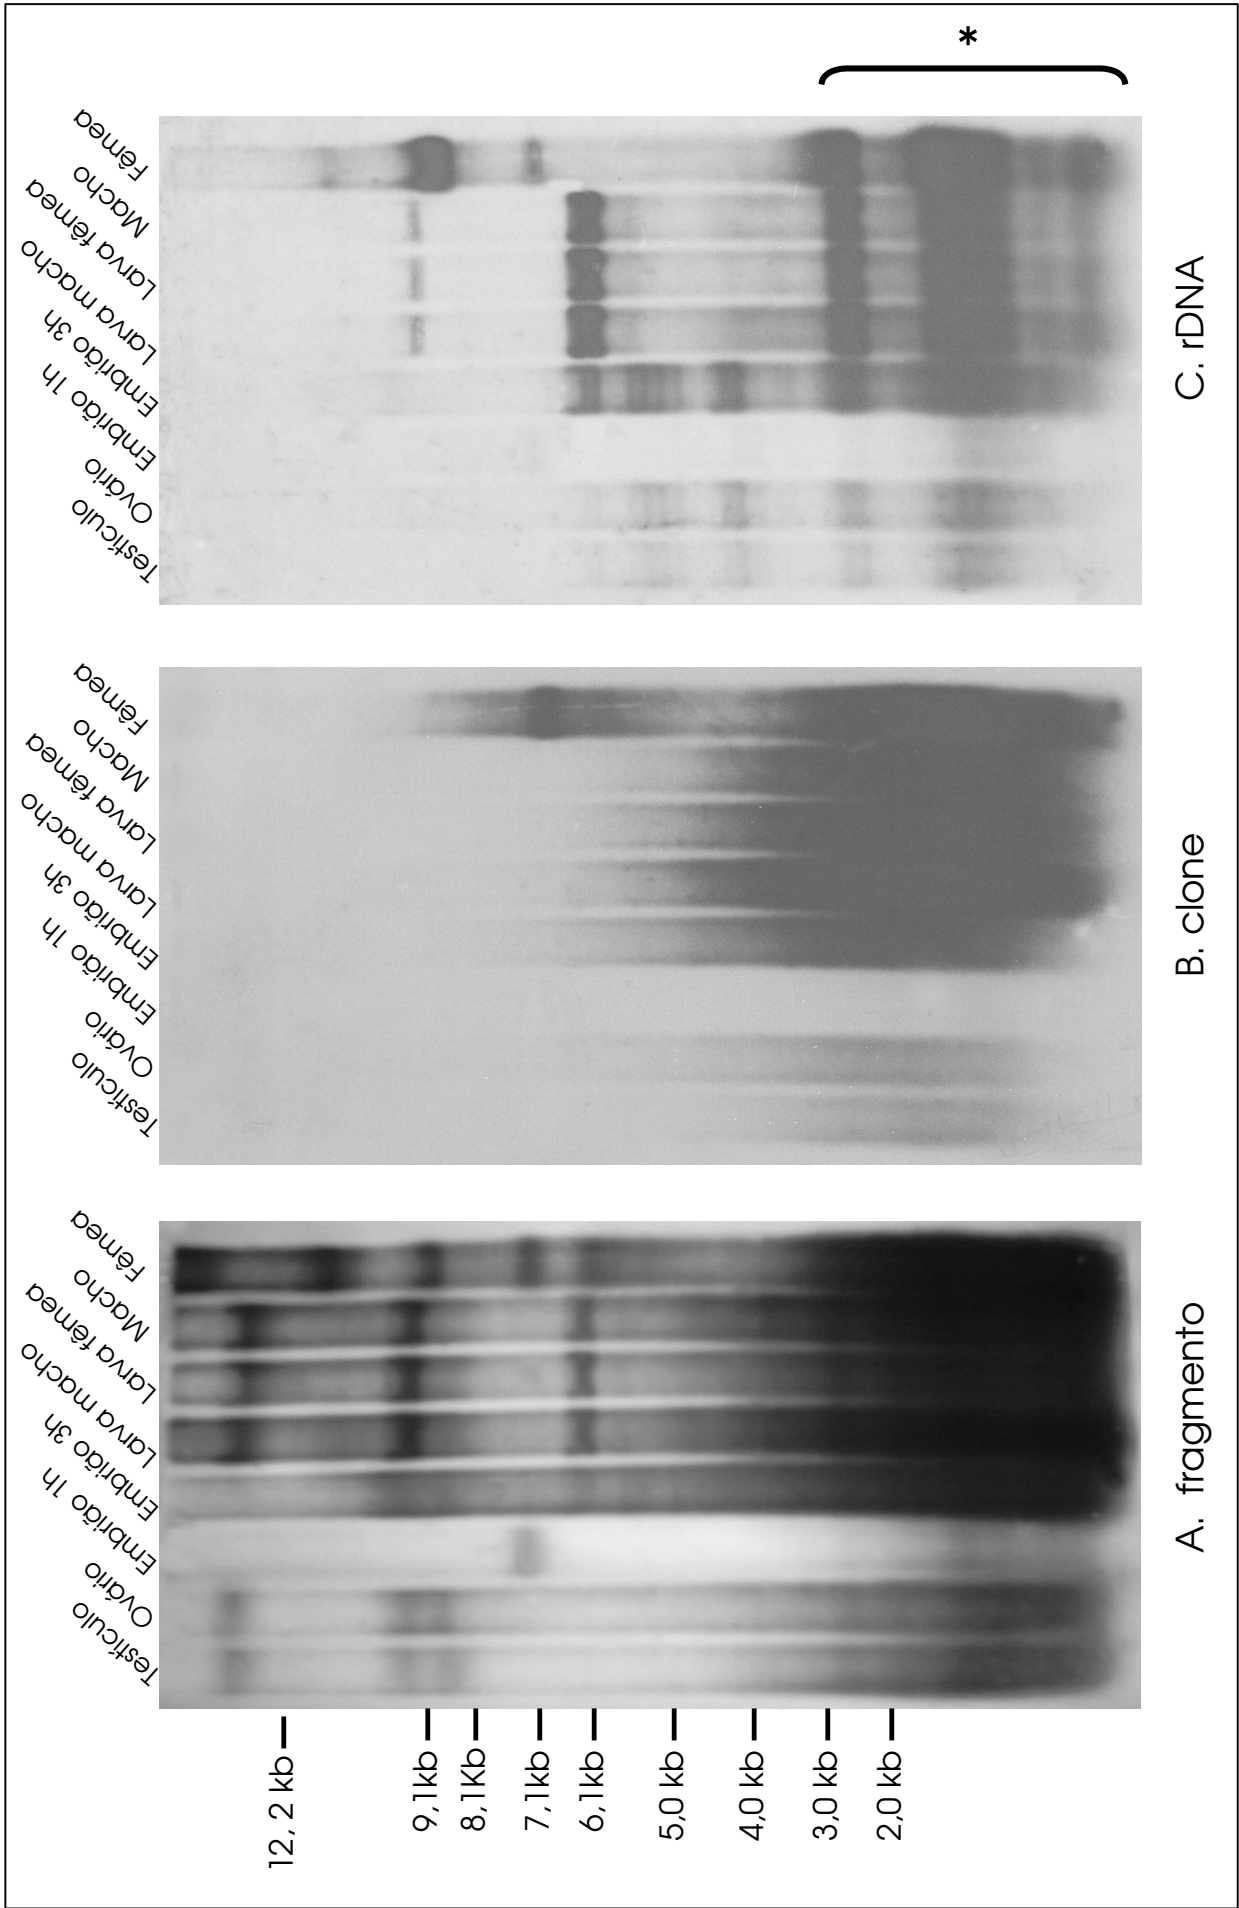 Testículo
Ovário
Embrião 1h
Embrião 3h
Larva macho
Larva fêmea
Macho
Fêmea
Testículo
Ovário
Embrião 1h
Embrião 3h
Larva macho
Larva fêmea
Macho
Fêmea
Testículo
Ovário
Embrião 1h
Embrião 3h
Larva macho
Larva fêmea
Macho
Fêmea
12, 2 kb
9,1kb
8,1Kb
7,1kb
6,1kb
5,0 kb
4,0 kb
3,0 kb
2,0 kb
*
A. fragmento
B. clone
C. rDNA